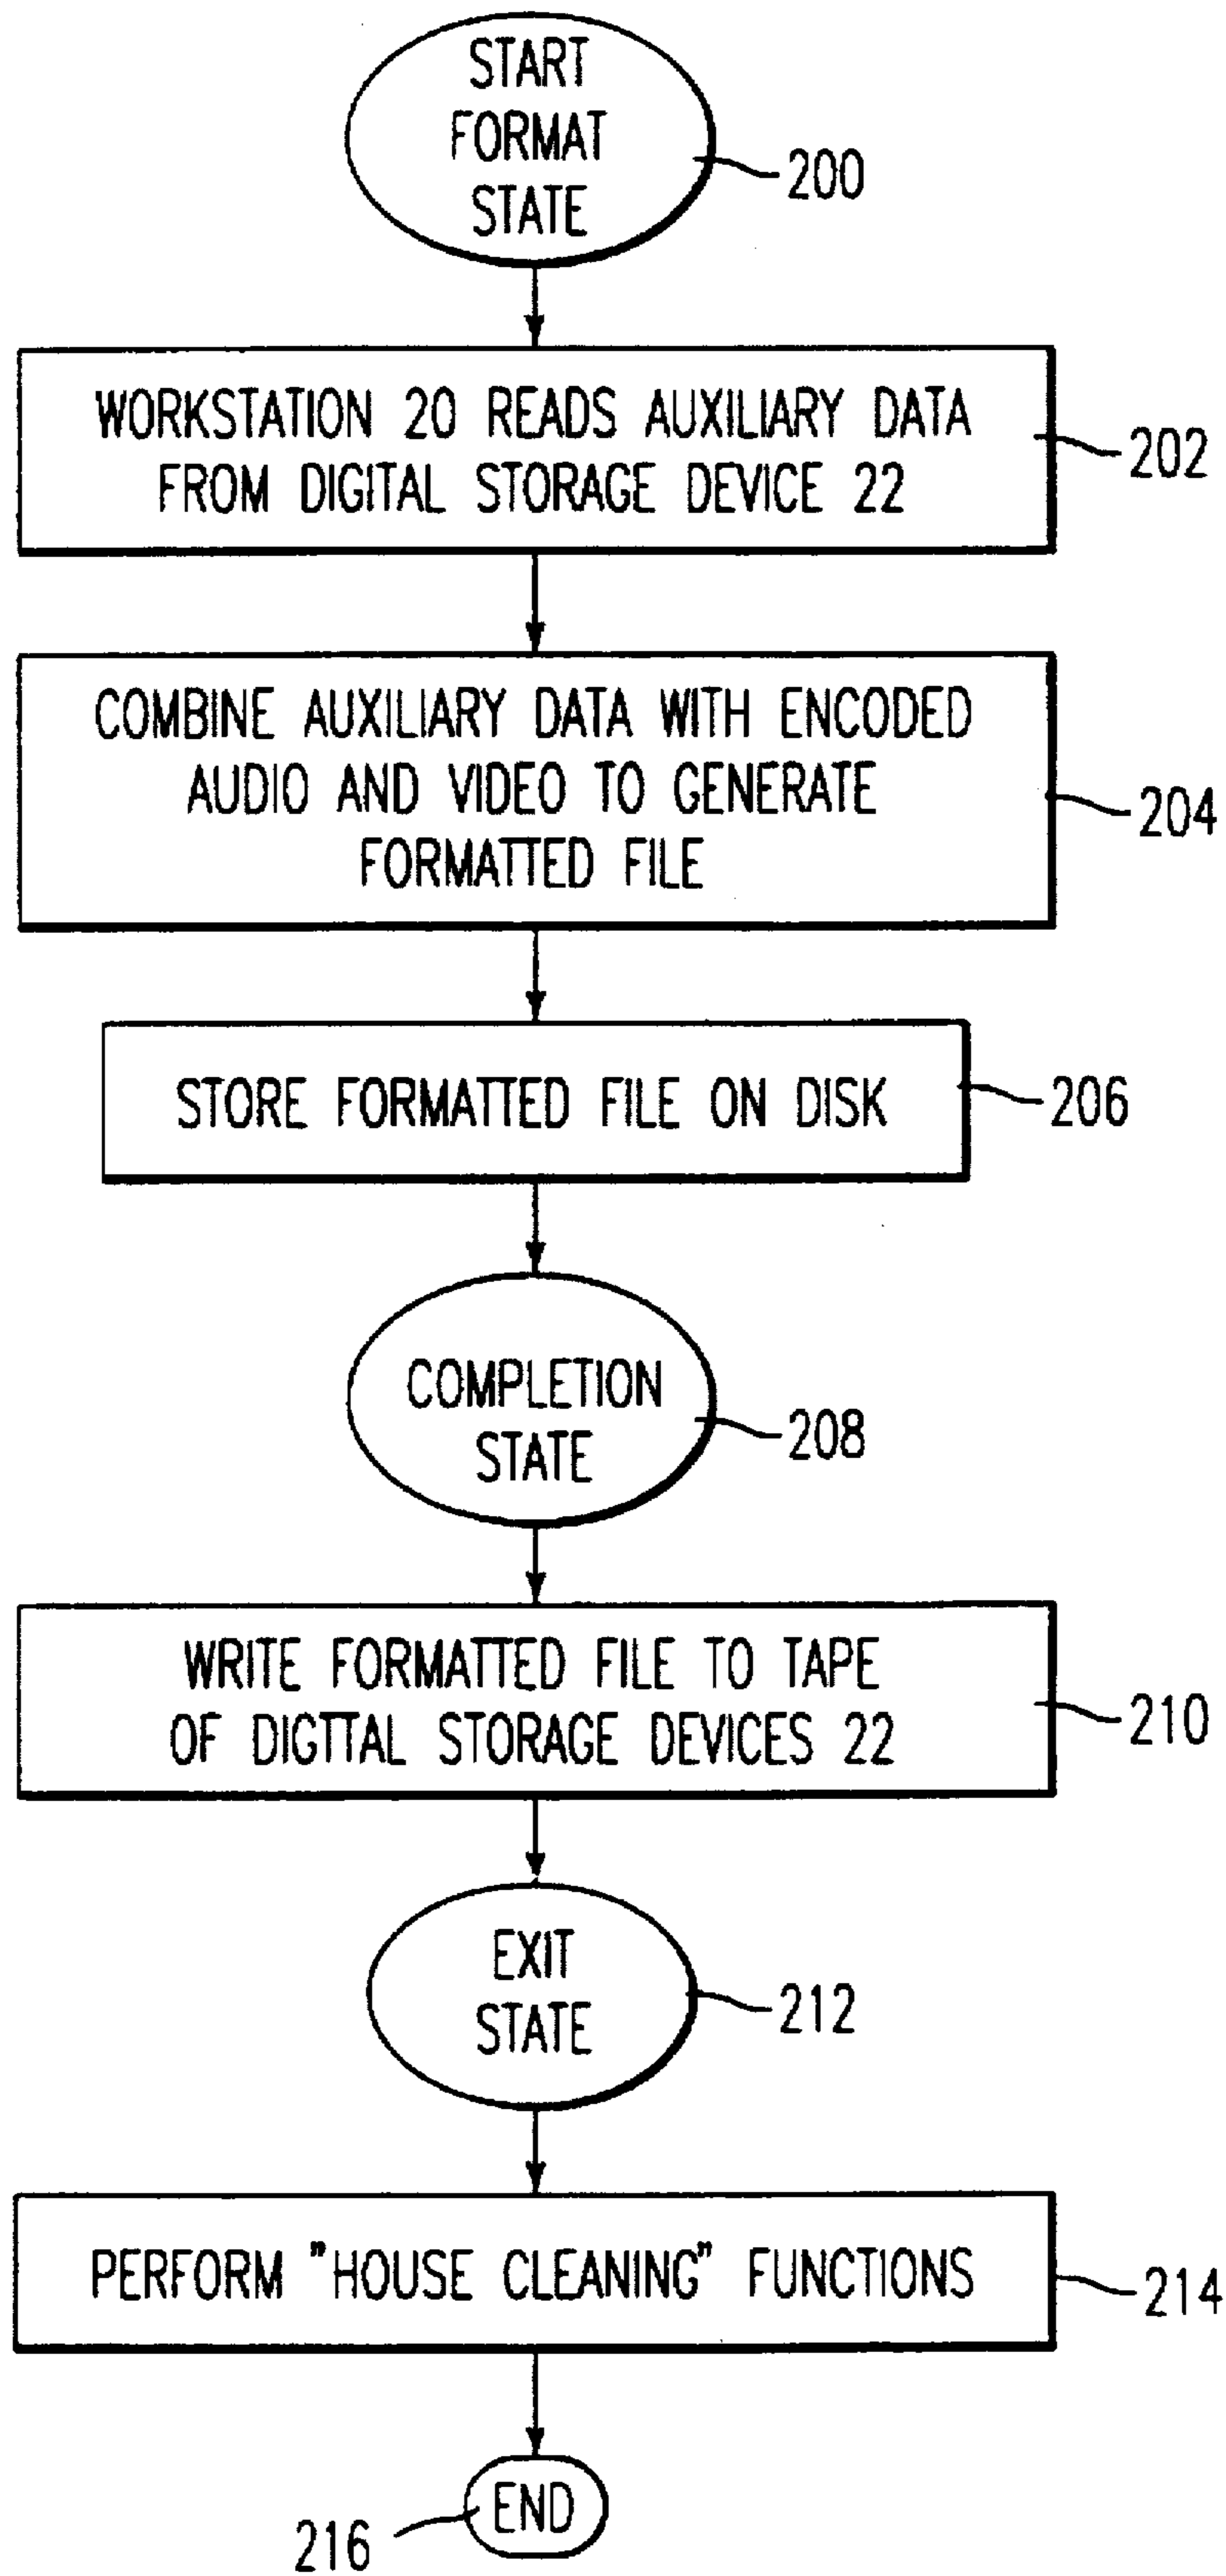 START
FORMAT
STATE
200
WORKSTATION 20 READS AUXILIARY DATA
FROM DIGITAL STORAGE DEVICE 22
202
COMBINE AUXILIARY DATA WITH ENCODED
AUDIO AND VIDEO TO GENERATE
FORMATTED FILE
204
STORE FORMATTED FILE ON DISK
206
COMPLETION
STATE
208
WRITE FORMATTED FILE TO TAPE
OF DIGTTAL STORAGE DEVICES 22
210
EXIT
STATE
212
PERFORM "HOUSE CLEANING" FUNCTIONS
214
END
216